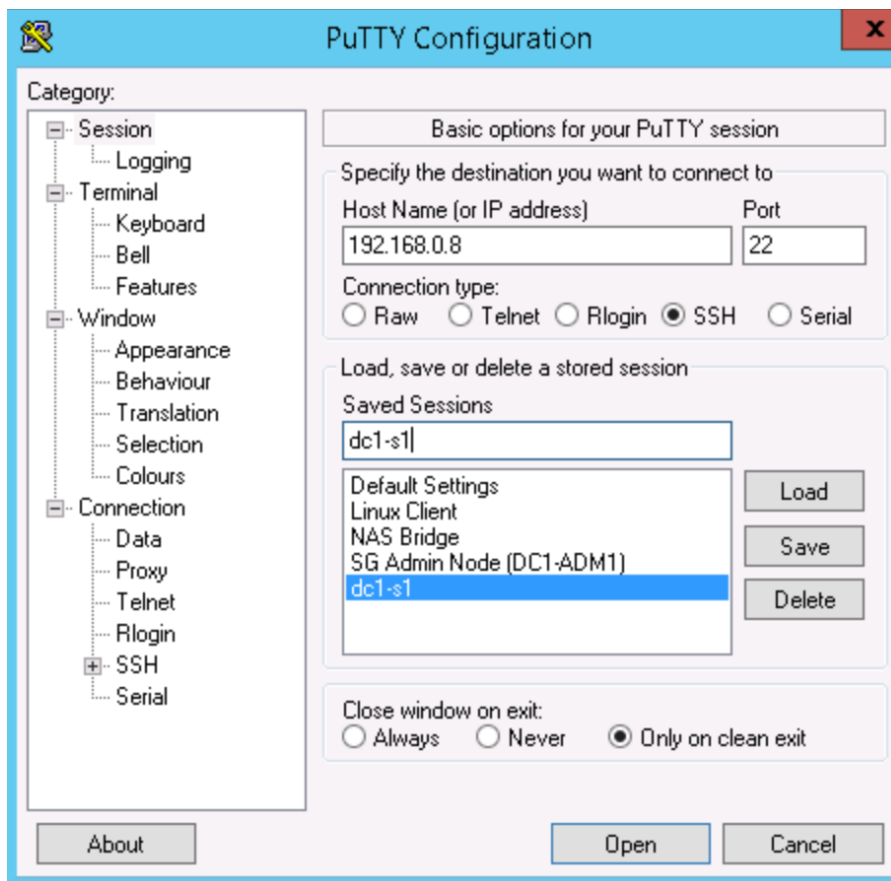 PuTTY Configuration
x
Category:
Session
Logging
Terminal
Keyboard
Bell
Features
Window
Appearance
Behaviour
Translation
Selection
Colours
Connection
Data
Proxy
Telnet
Rlogin
SSH
Serial
Basic options for your PuTTY session
Specify the destination you want to connect to
Host Name (or IP address) Port
192.168.0.8 22
Connection type:
Raw Telnet Rlogin SSH Serial
Load, save or delete a stored session
Saved Sessions
dc1-s1
Default Settings
Linux Client
NAS Bridge
SG Admin Node (DC1-ADM1)
dc1-s1
Load
Save
Delete
Close window on exit:
Always Never Only on clean exit
About Open Cancel